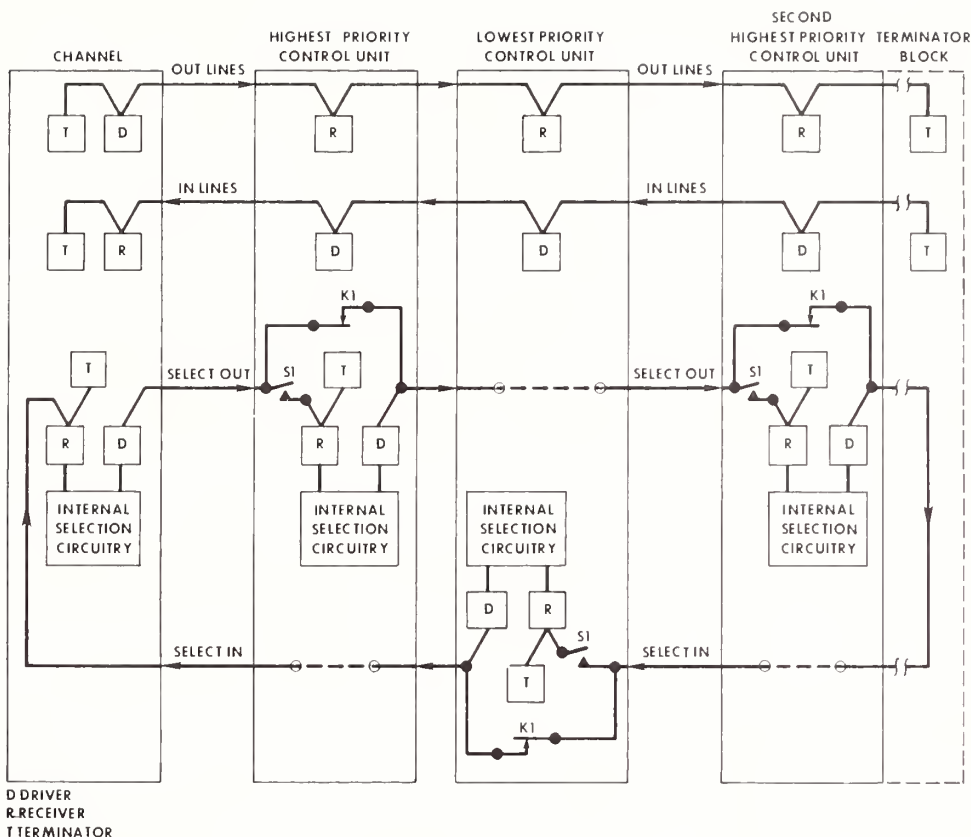 SECOND
HIGHEST PRIORITY LOWEST PRIORITY HIGHEST PRIORITY TERMINATOR
CHANNEL CONTROL UNIT CONTROL UNIT CONTROL UNIT BLOCK
OUT LINES OUT LINES
T D R R R T
IN LINES IN LINES
T R D D D T
K1 K1
T SELECT OUT S1 T SELECT OUT S1 T
R D R D R D
INTERNAL INTERNAL INTERNAL INTERNAL
SELECTION SELECTION SELECTION SELECTION
CIRCUITRY CIRCUITRY CIRCUITRY CIRCUITRY
D R
SELECT IN S1 SELECT IN
T
K1
D DRIVER
R.RECEIVER
T TERMINATOR